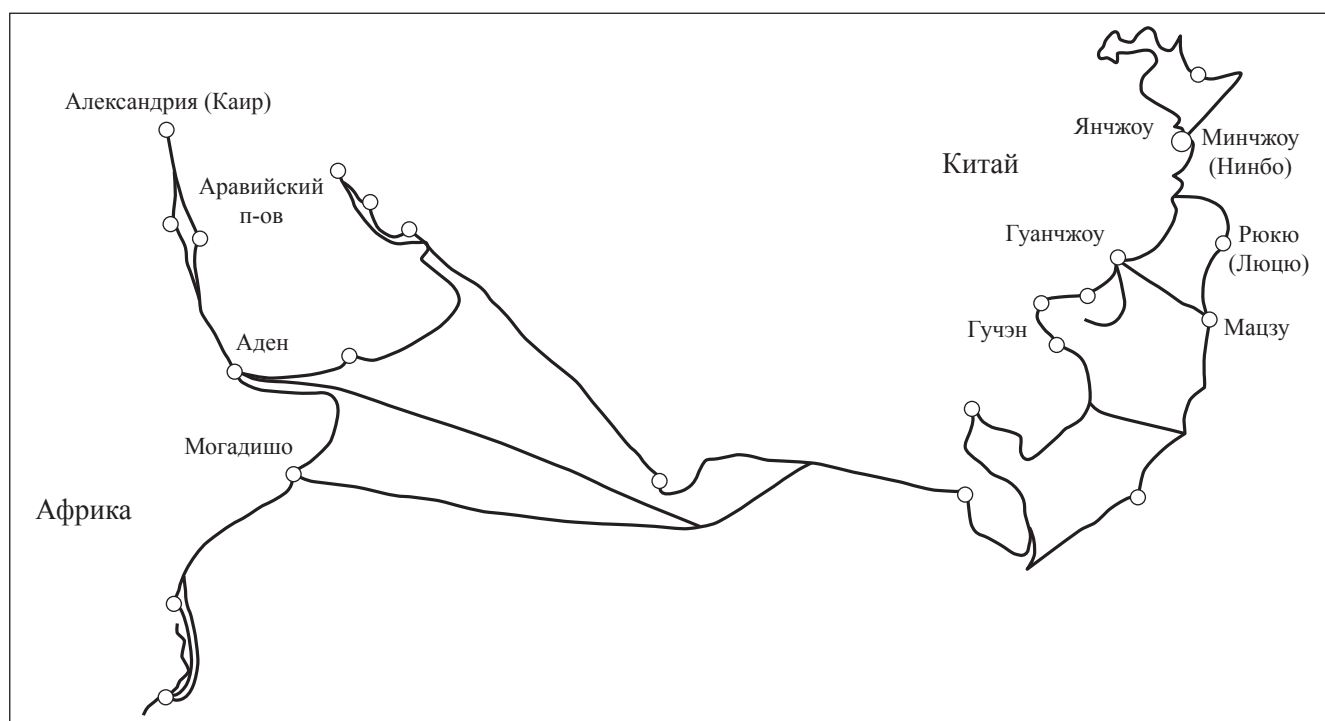 Александрия (Каир)
Аравийский
п-ов
Аден
Могадишо
Африка
Китай
Янчжоу
Минчжоу
(Нинбо)
Гуанчжоу
Рюкю
(Люцю)
Гучэн
Мацзу